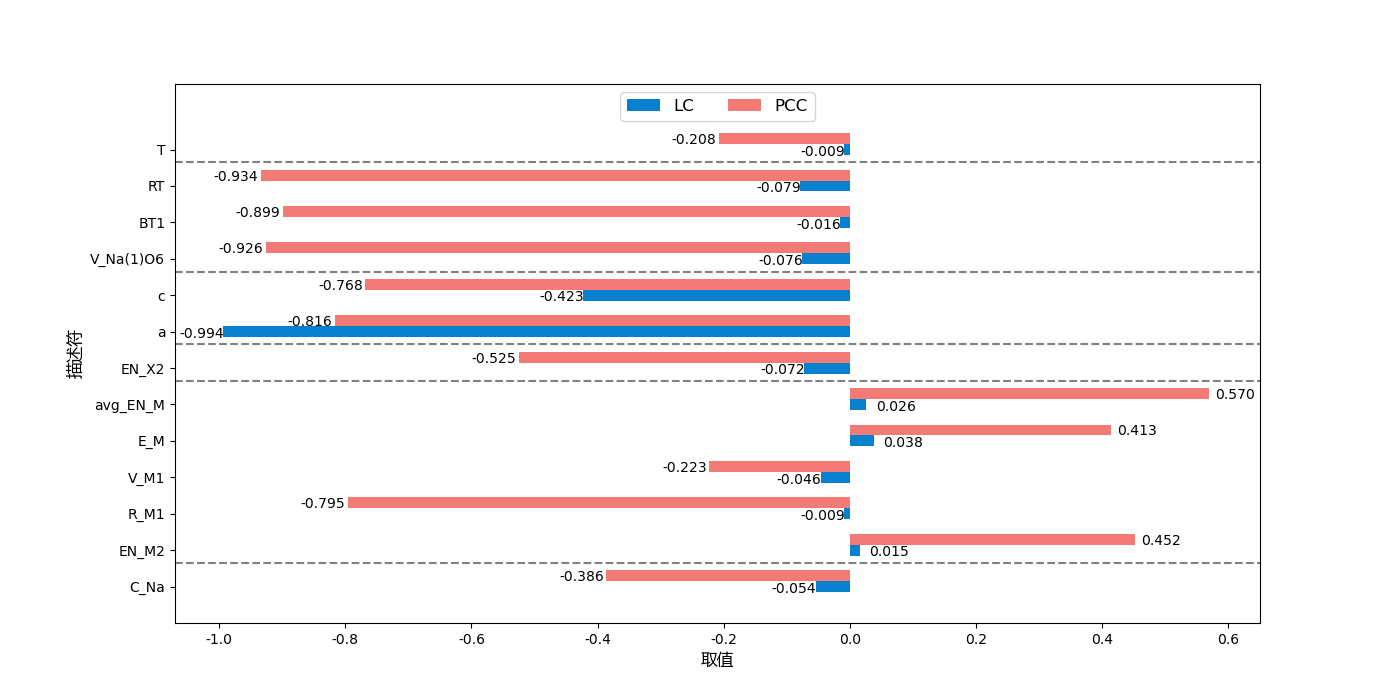 LC PCC
T -0.208 -0.009
RT -0.934 -0.079
BT1 -0.899 -0.016
V_Na(1)O6 -0.926 -0.076
c -0.768 -0.423
a -0.816 -0.994
EN_X2 -0.525 -0.072
avg_EN_M 0.570 0.026
E_M 0.413 0.038
V_M1 -0.223 -0.046
R_M1 -0.795 -0.009
EN_M2 0.452 0.015
C_Na -0.386 -0.054
描述符
-1.0 -0.8 -0.6 -0.4 -0.2 0.0 0.2 0.4 0.6
取值